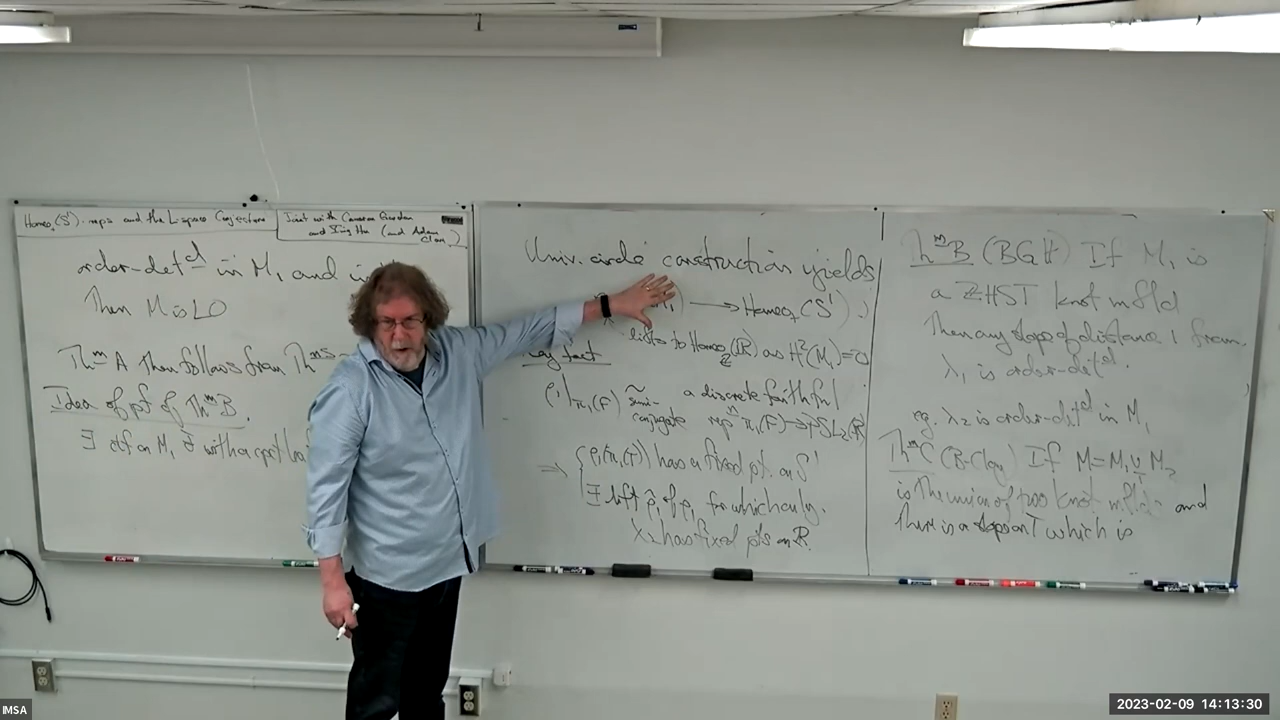 Homeo₊(S¹)-reps and the L-space Conjecture
Joint with Cameron Gordon
and Ying Hu (and Adam
Clay)
order-det^d in M₁ and in
Then M is LO
Th^m A then follows from Th^ms
Idea of pf of Th^m B.
∃ on M₁
Univ. circle construction yields
→ Homeo₊(S¹)
lifts to Homeo_ℤ(ℝ) as H²(M₁)=0
Key fact
ρ|π₁(F) ~ semi-conjugate a discrete faithful
rep^n π₁(F)→PSL₂(ℝ)
⇒ { ρ(π₁(T)) has a fixed pt. on S¹
∃ lift ρ̃₁ of ρ₁ for which only
λ₁ has fixed pts on ℝ.
Th^m B (BGH) If M₁ is
a ℤHST knot mfld
Then any slope of distance 1 from
λ₁ is order-det^d.
eg. λ₂ is order-det^d in M₁
Th^m C (B-Clay) If M=M₁ ∪_T M₂
is the union of two knot mflds and
there is a slope on T which is
2023-02-09 14:13:30
IMSA